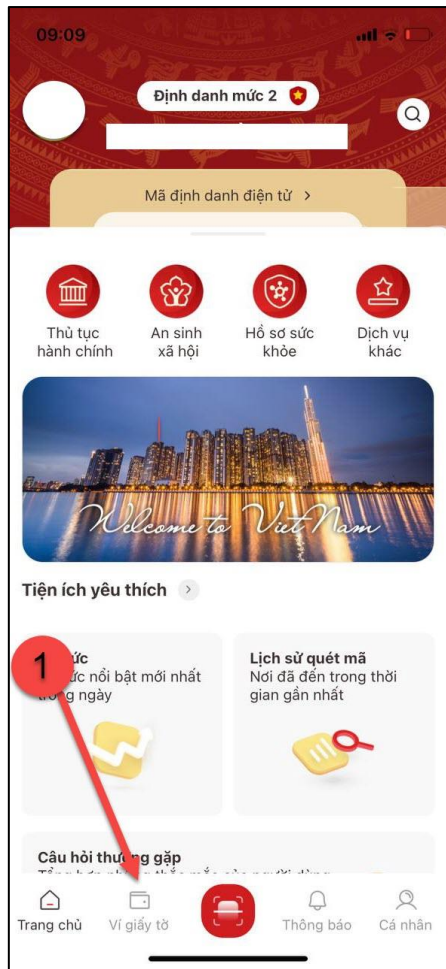 09:09
Định danh mức 2
Mã định danh điện tử >
Thủ tục
hành chính
An sinh
xã hội
Hồ sơ sức
khỏe
Dịch vụ
khác
Welcome to Viet Nam
Tiện ích yêu thích >
nổi bật mới nhất
ngày
1
Lịch sử quét mã
Nơi đã đến trong thời
gian gần nhất
Câu hỏi thường gặp
Trang chủ
Ví giấy tờ
Thông báo
Cá nhân